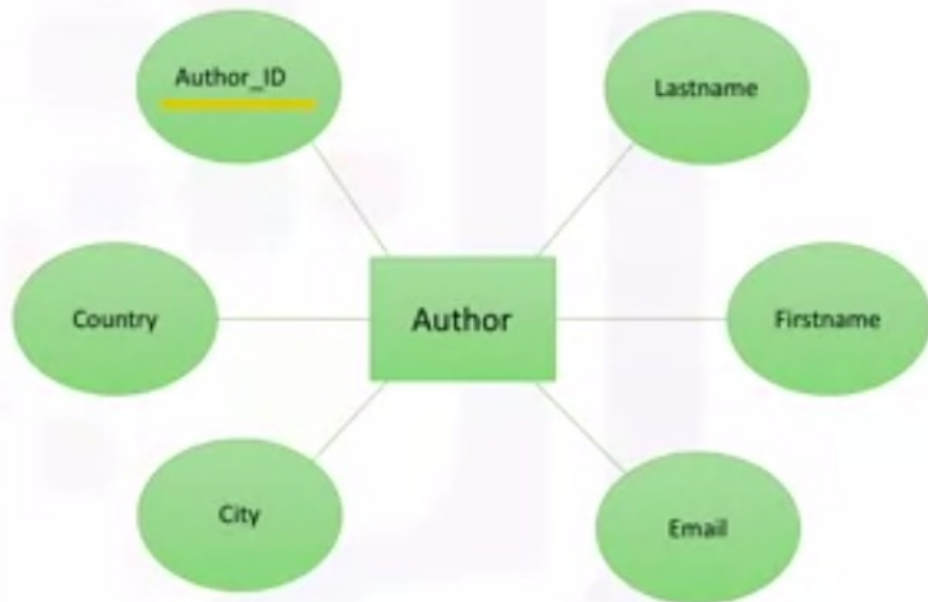 Author_ID
Lastname
Country
Author
Firstname
City
Email